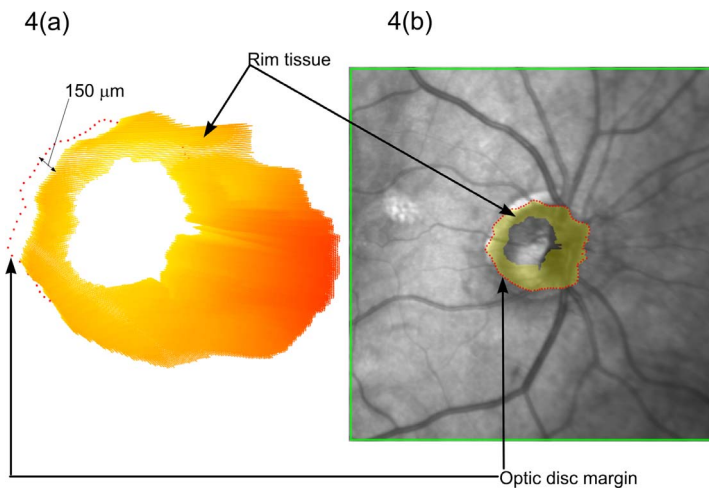 4(a)
4(b)
Rim tissue
150 μm
Optic disc margin